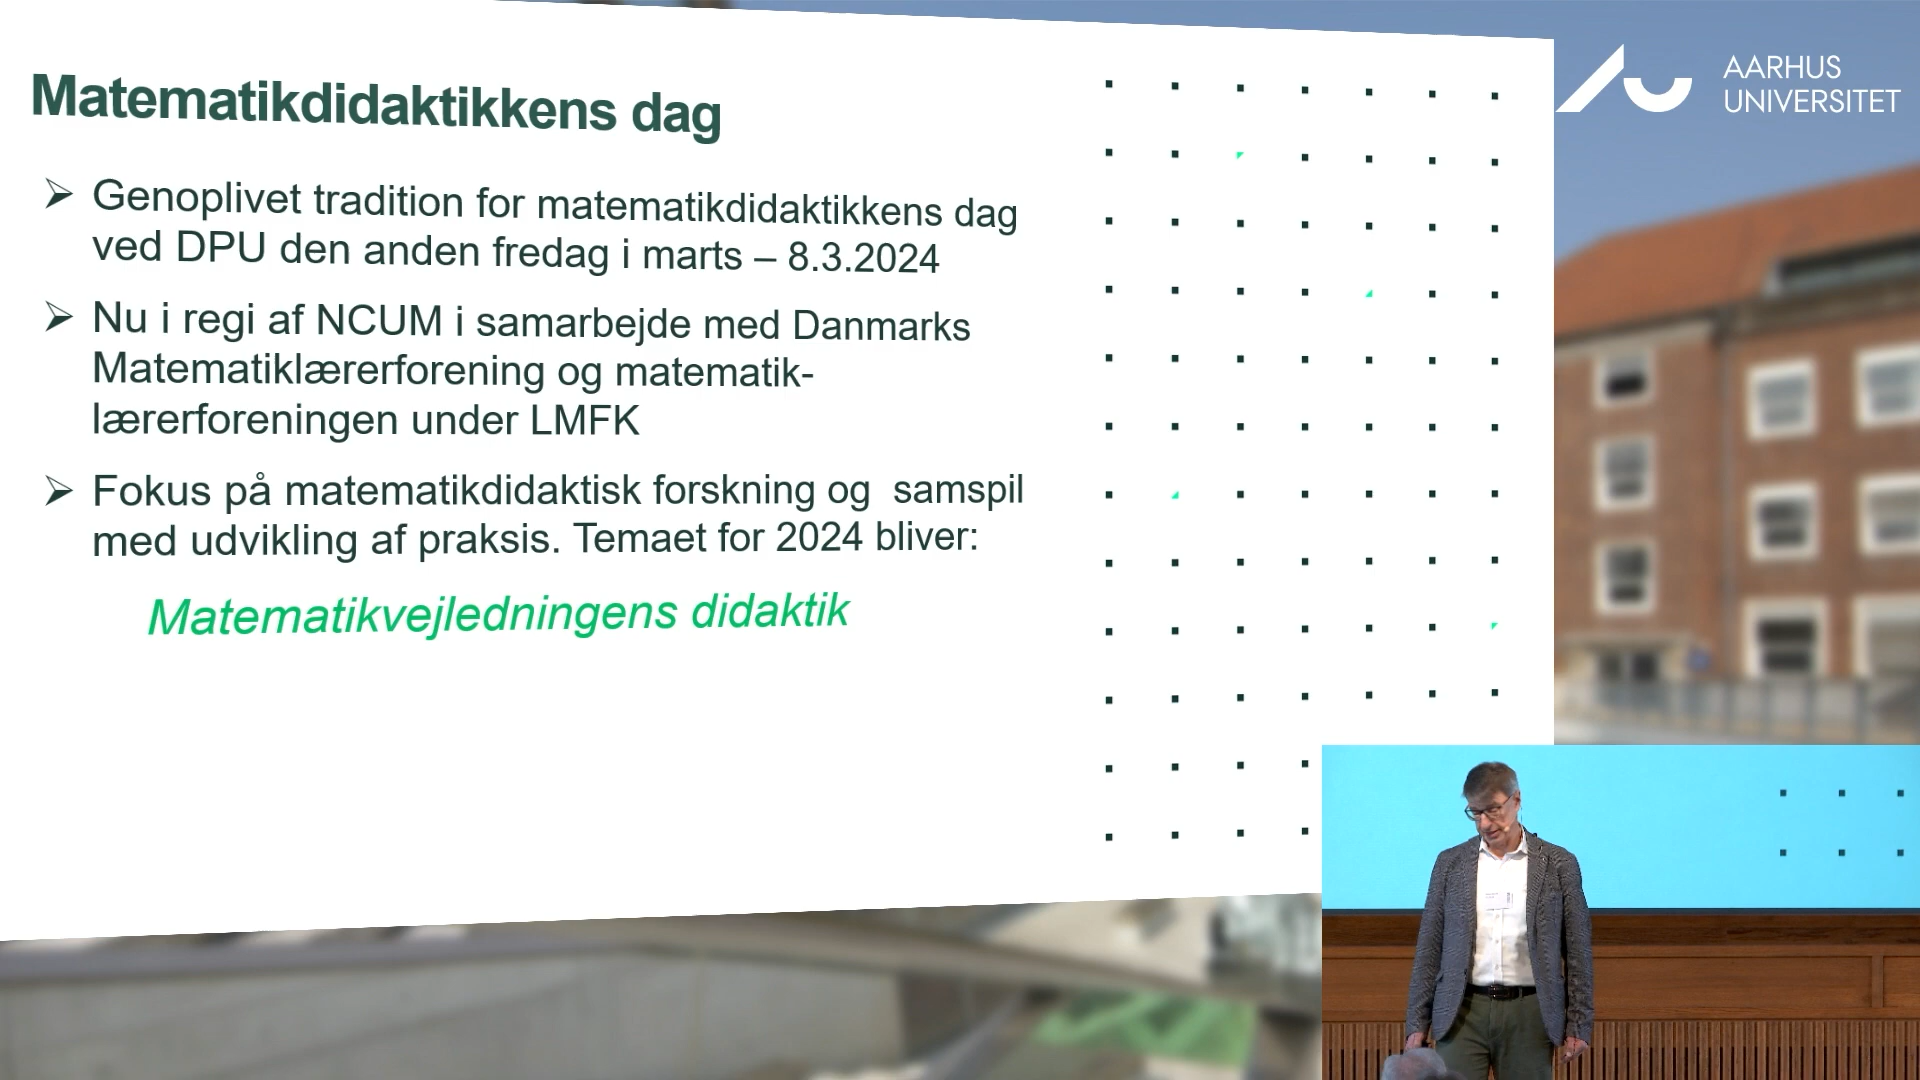 Matematikdidaktikkens dag
➢ Genoplivet tradition for matematikdidaktikkens dag
ved DPU den anden fredag i marts – 8.3.2024
➢ Nu i regi af NCUM i samarbejde med Danmarks
Matematiklærerforening og matematik-
lærerforeningen under LMFK
➢ Fokus på matematikdidaktisk forskning og  samspil
med udvikling af praksis. Temaet for 2024 bliver:
Matematikvejledningens didaktik
AARHUS
UNIVERSITET